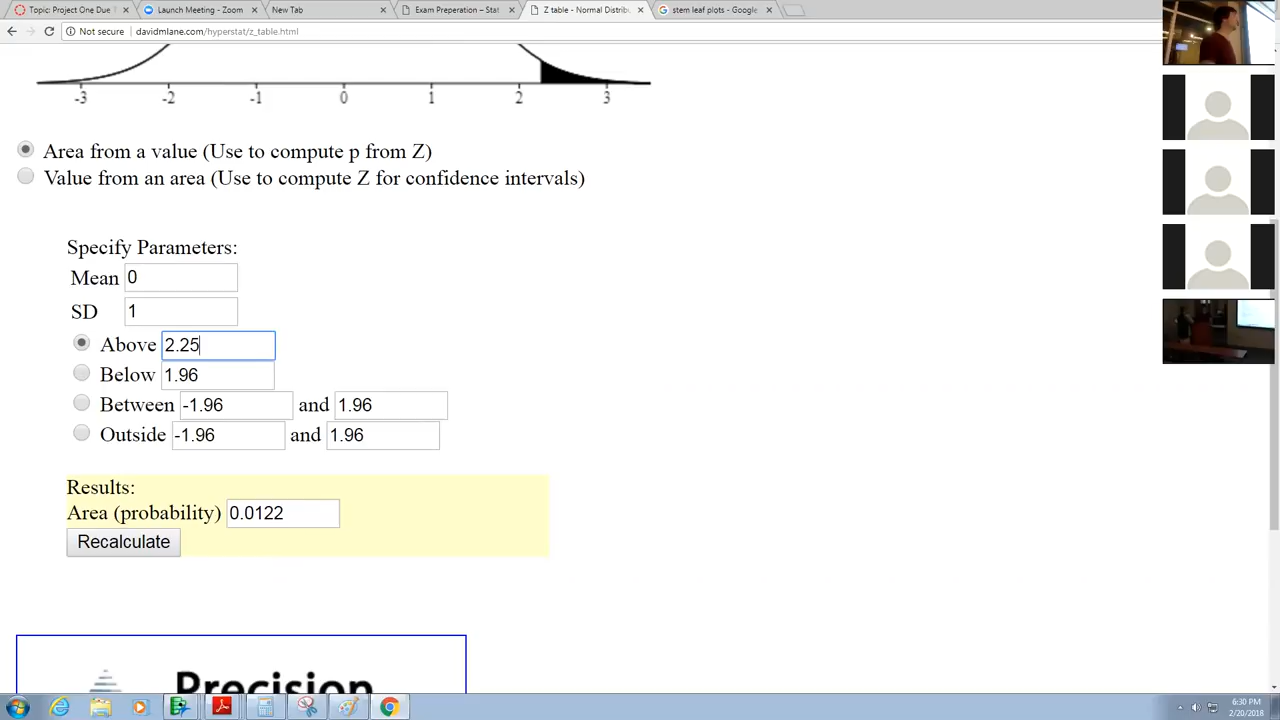 Topic: Project One Due
Launch Meeting - Zoom
New Tab
Exam Preperation – Stat
Z table - Normal Distribu
stem leaf plots - Google
Not secure | davidmlane.com/hyperstat/z_table.html
-3 -2 -1 0 1 2 3
Area from a value (Use to compute p from Z)
Value from an area (Use to compute Z for confidence intervals)
Specify Parameters:
Mean 0
SD 1
Above 2.25
Below 1.96
Between -1.96 and 1.96
Outside -1.96 and 1.96
Results:
Area (probability) 0.0122
Recalculate
Precision
6:30 PM
2/20/2018